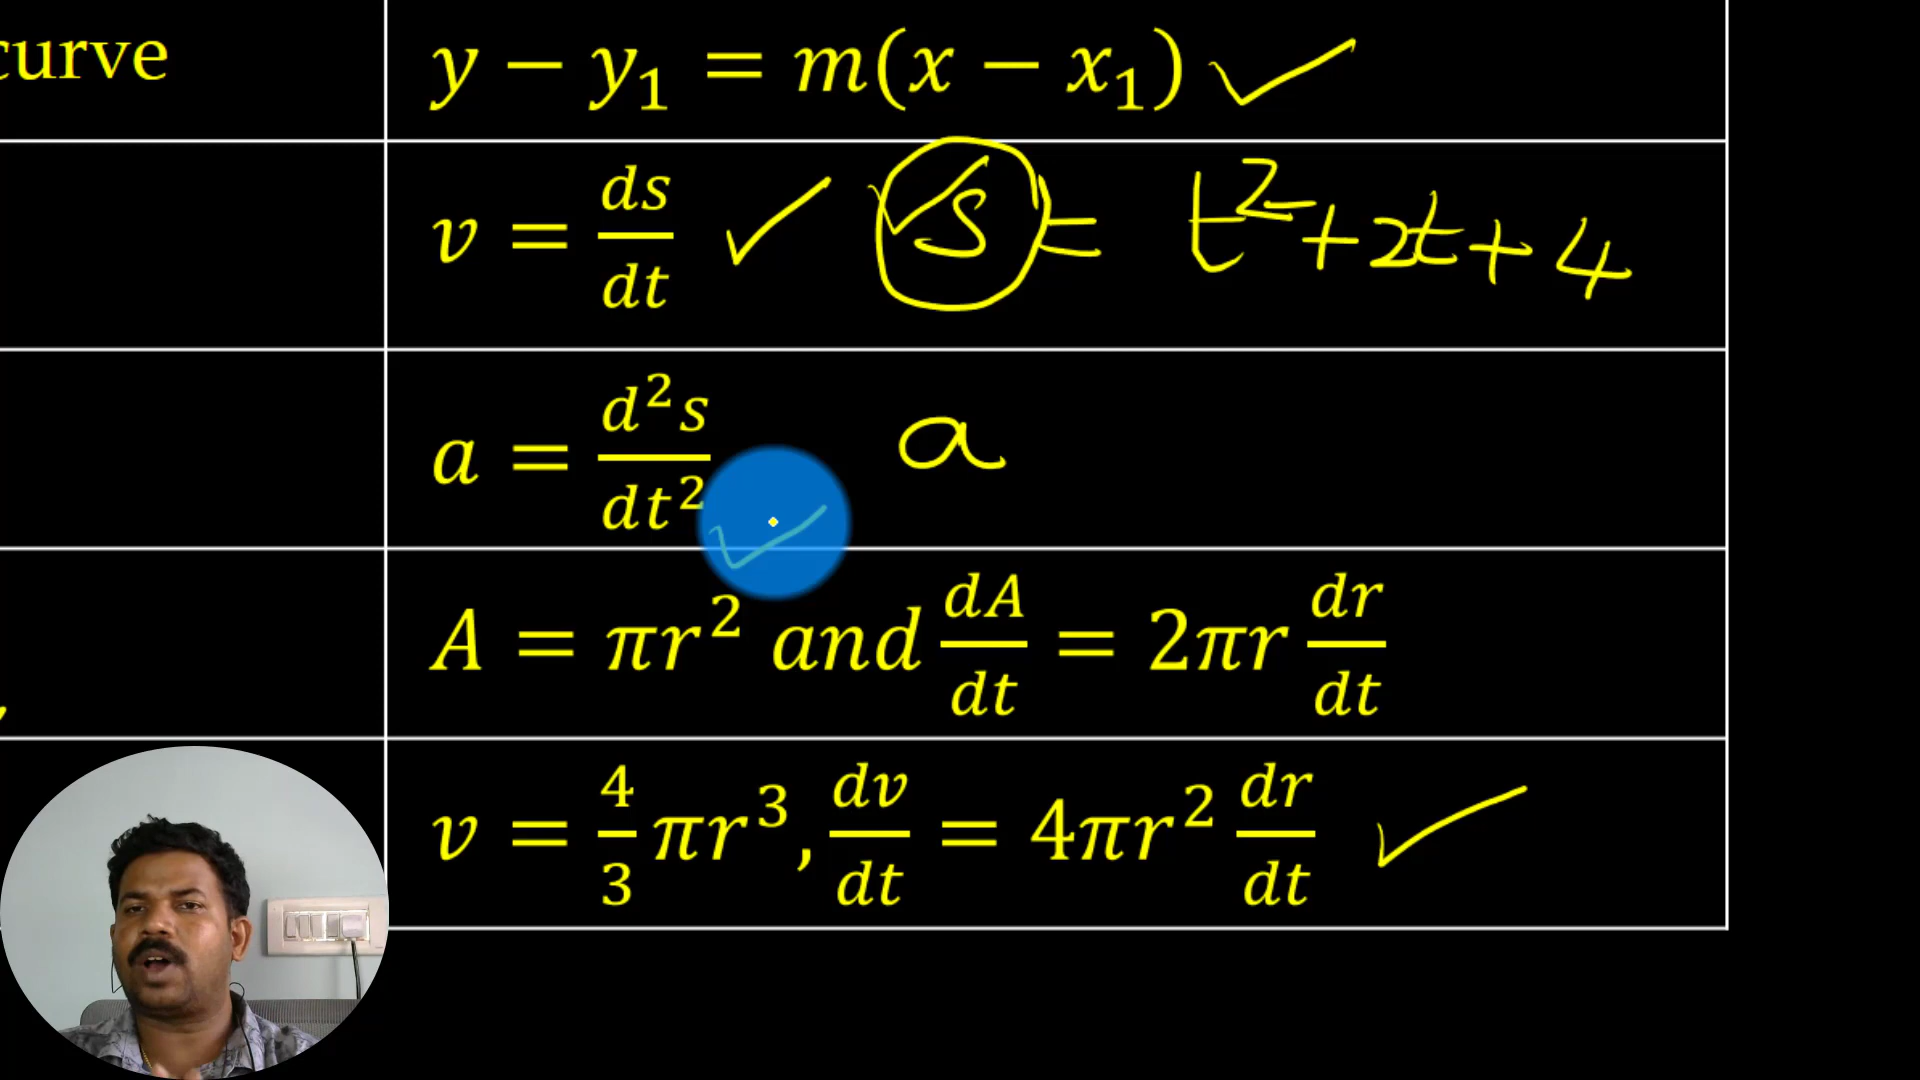 curve
y − y₁ = m(x − x₁)
v = ds/dt s = t² + 2t + 4
a = d²s/dt² a
A = πr² and dA/dt = 2πr dr/dt
v = 4/3 πr³, dv/dt = 4πr² dr/dt